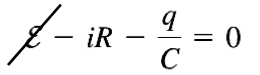 ℰ − iR − q/C = 0